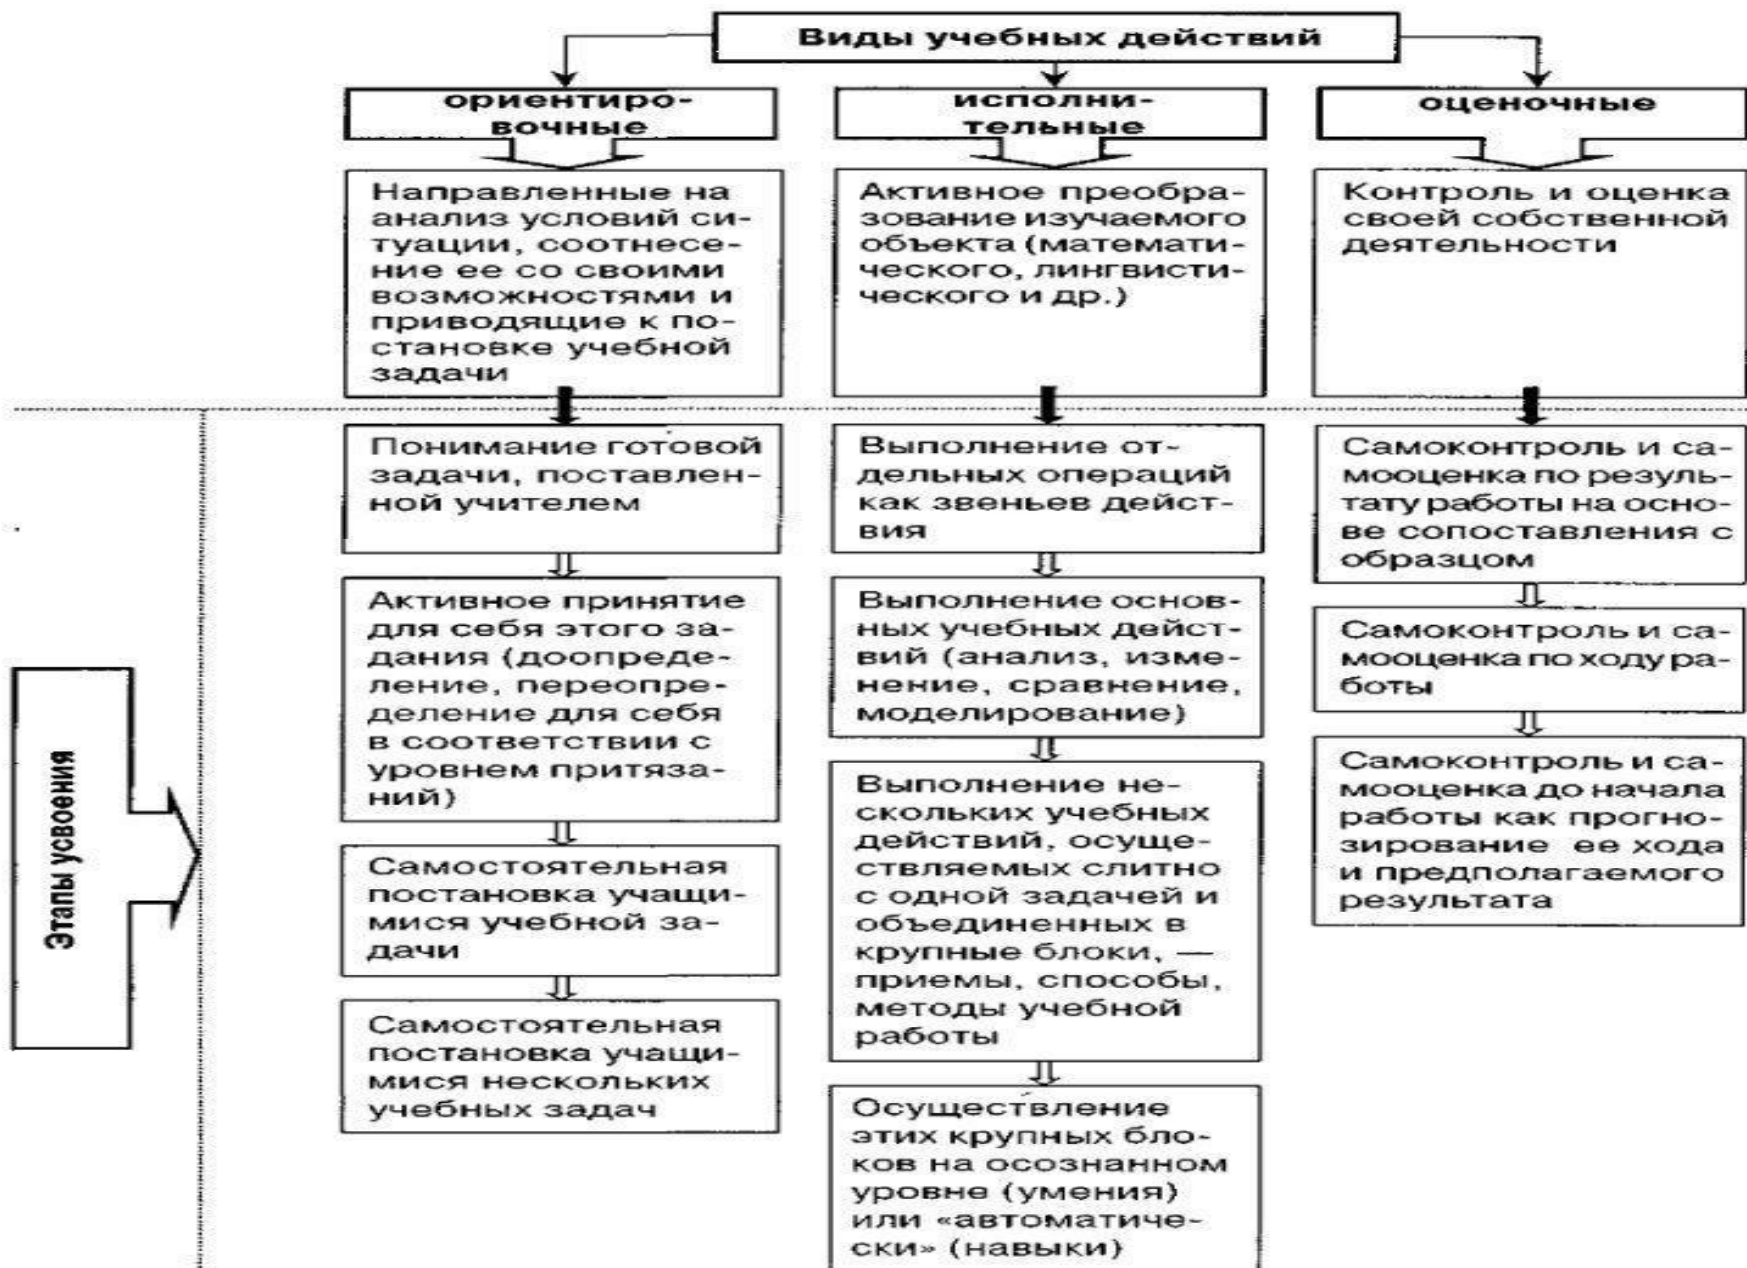 Виды учебных действий
ориентиро-
вочные
Направленные на
анализ условий си-
туации, соотнесе-
ние ее со своими
возможностями и
приводящие к по-
становке учебной
задачи
исполни-
тельные
Активное преобра-
зование изучаемого
объекта (математи-
ческого, лингвисти-
ческого и др.)
оценочные
Контроль и оценка
своей собственной
деятельности
Этапы усвоения
Понимание готовой
задачи, поставлен-
ной учителем
Активное принятие
для себя этого за-
дания (доопреде-
ление, переопре-
деление для себя
в соответствии с
уровнем притяза-
ний)
Самостоятельная
постановка учащи-
мися учебной за-
дачи
Самостоятельная
постановка учащи-
мися нескольких
учебных задач
Выполнение от-
дельных операций
как звеньев дейст-
вия
Выполнение основ-
ных учебных дейст-
вий (анализ, изме-
нение, сравнение,
моделирование)
Выполнение не-
скольких учебных
действий, осуще-
ствляемых слитно
с одной задачей и
объединенных в
крупные блоки, —
приемы, способы,
методы учебной
работы
Осуществление
этих крупных бло-
ков на осознанном
уровне (умения)
или «автоматиче-
ски» (навыки)
Самоконтроль и са-
мооценка по резуль-
тату работы на осно-
ве сопоставления с
образцом
Самоконтроль и са-
мооценка по ходу ра-
боты
Самоконтроль и са-
мооценка до начала
работы как прогно-
зирование ее хода
и предполагаемого
результата